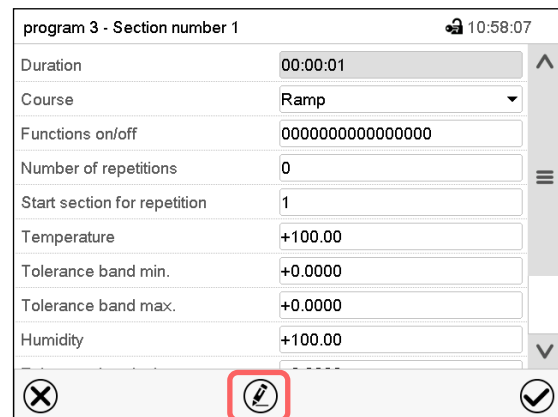 program 3 - Section number 1 10:58:07
Duration 00:00:01
Course Ramp
Functions on/off 0000000000000000
Number of repetitions 0
Start section for repetition 1
Temperature +100.00
Tolerance band min. +0.0000
Tolerance band max. +0.0000
Humidity +100.00